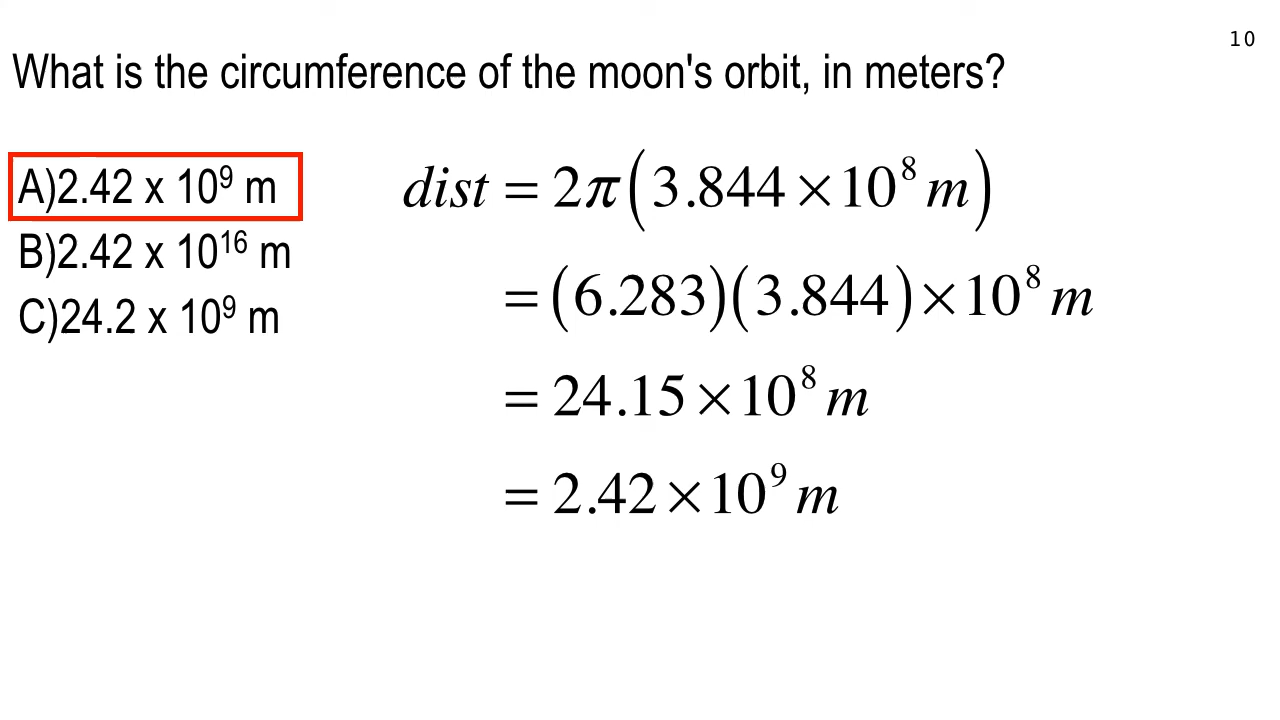 10
What is the circumference of the moon's orbit, in meters?
A)2.42 x 10⁹ m
B)2.42 x 10¹⁶ m
C)24.2 x 10⁹ m
dist = 2π(3.844 × 10⁸ m)
= (6.283)(3.844) × 10⁸ m
= 24.15 × 10⁸ m
= 2.42 × 10⁹ m